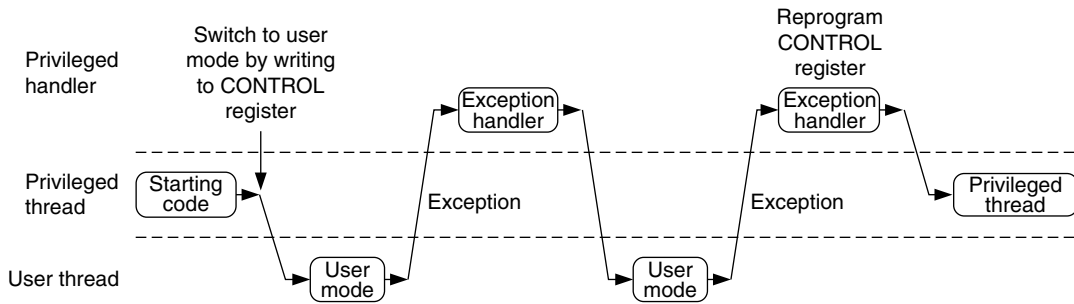 Privileged
handler
Switch to user
mode by writing
to CONTROL
register
Exception
handler
Reprogram
CONTROL
register
Exception
handler
Privileged
thread
Starting
code
Exception
Exception
Privileged
thread
User thread
User
mode
User
mode